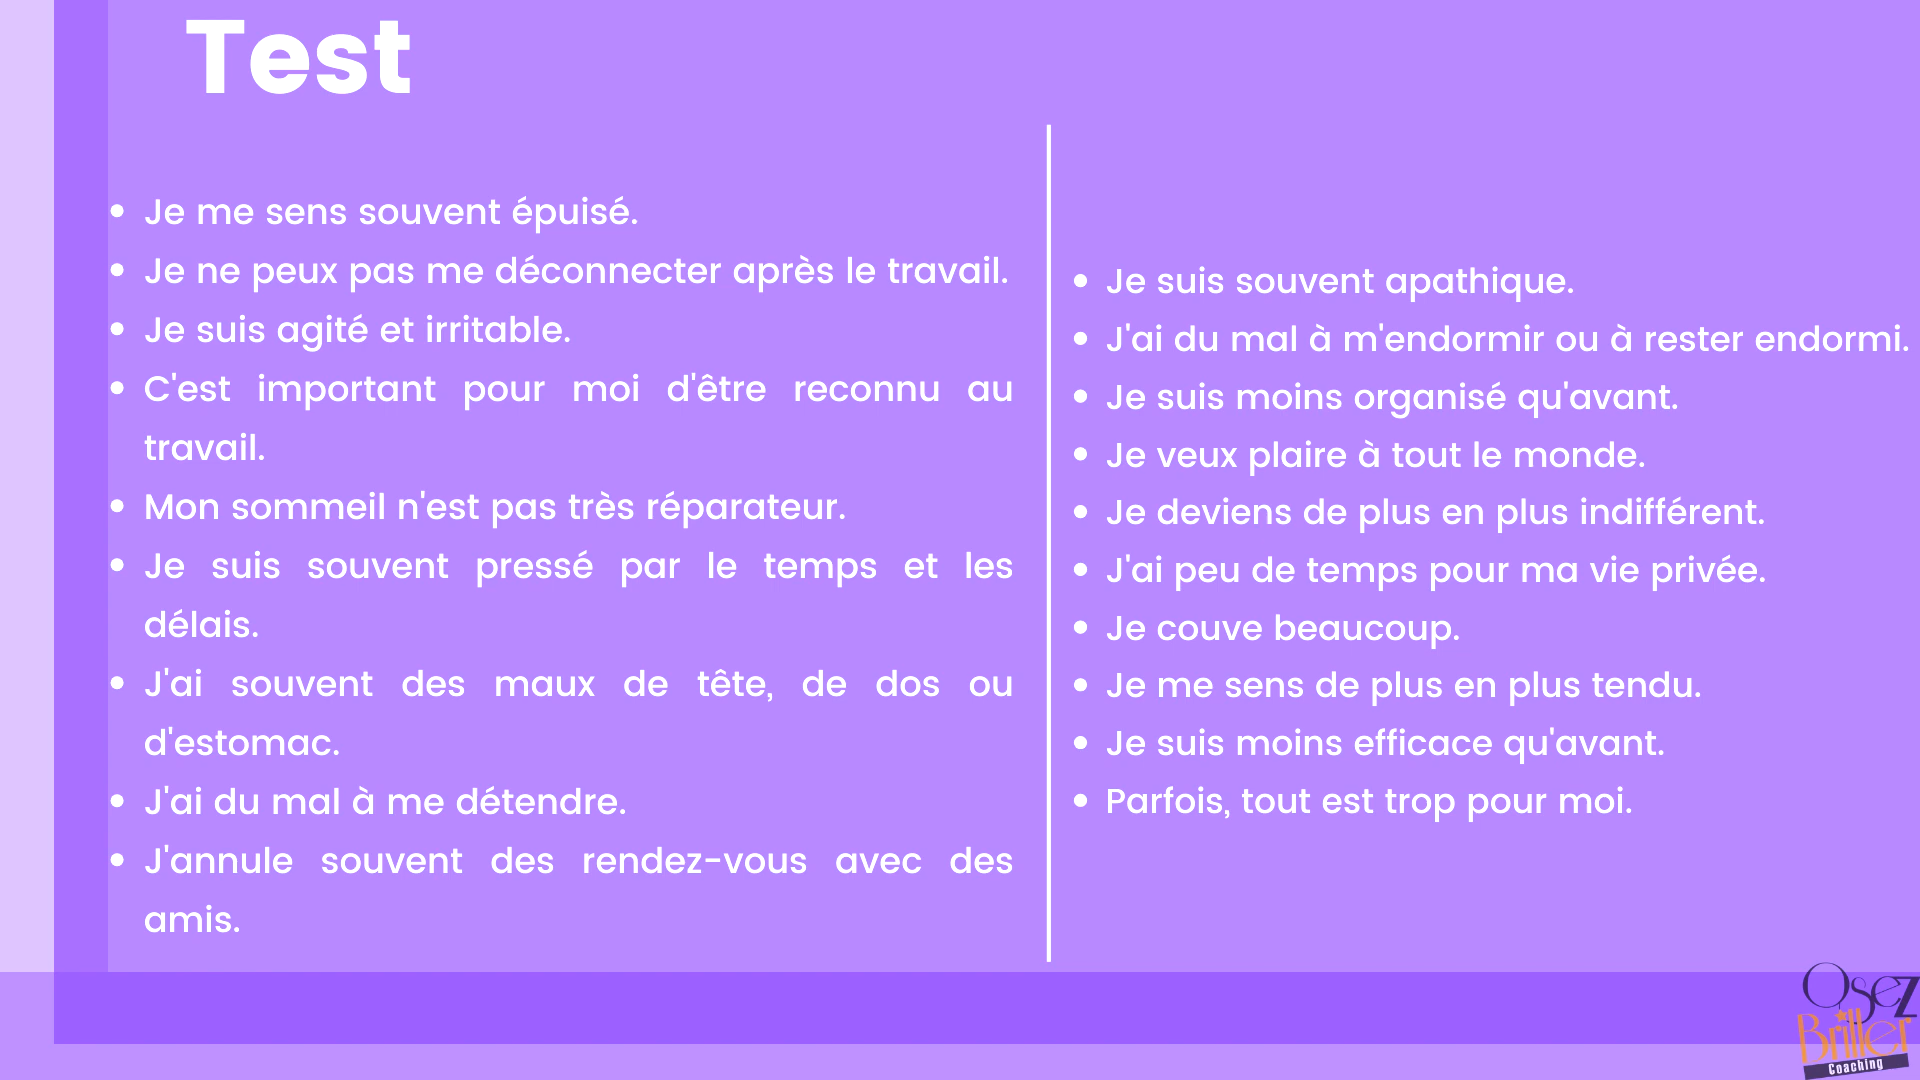 Test
• Je me sens souvent épuisé.
• Je ne peux pas me déconnecter après le travail.
• Je suis agité et irritable.
• C'est important pour moi d'être reconnu au
travail.
• Mon sommeil n'est pas très réparateur.
• Je suis souvent pressé par le temps et les
délais.
• J'ai souvent des maux de tête, de dos ou
d'estomac.
• J'ai du mal à me détendre.
• J'annule souvent des rendez-vous avec des
amis.
• Je suis souvent apathique.
• J'ai du mal à m'endormir ou à rester endormi.
• Je suis moins organisé qu'avant.
• Je veux plaire à tout le monde.
• Je deviens de plus en plus indifférent.
• J'ai peu de temps pour ma vie privée.
• Je couve beaucoup.
• Je me sens de plus en plus tendu.
• Je suis moins efficace qu'avant.
• Parfois, tout est trop pour moi.
Osez
Briller
Coaching